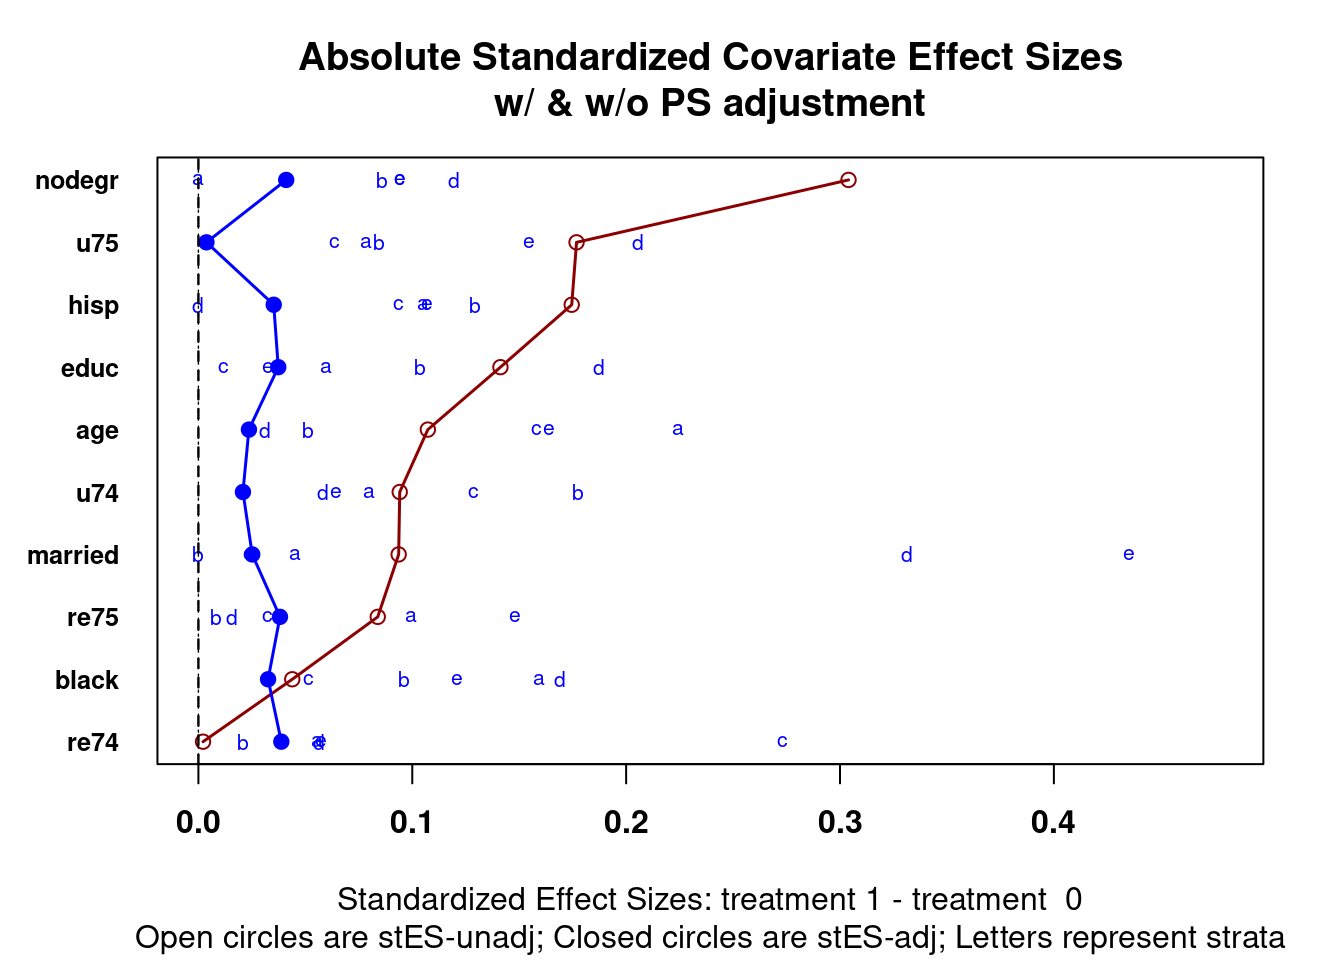 Absolute Standardized Covariate Effect Sizes
w/ & w/o PS adjustment
nodegr a b e d
u75 c a b e d
hisp d c a e b
educ c e a b d
age d b c e a
u74 d e a c b
married b a d e
re75 b d c a e
black c b e a d
re74 b a d e c
0.0 0.1 0.2 0.3 0.4
Standardized Effect Sizes: treatment 1 - treatment 0
Open circles are stES-unadj; Closed circles are stES-adj; Letters represent strata